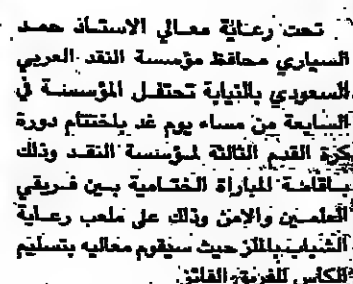 تحت رعاية معالي الاستاذ حمد
السياري محافظ مؤسسة النقد العربي
السعودي بالنيابة تحتفل المؤسسة في
السابعة من مساء يوم غد باختتام دورة
كرة القدم الثالثة لمؤسسة النقد وذلك
باقامة المباراة الختامية بين فريقي
المعلمين والامن وذلك على ملعب رعاية
الشباب بالملز حيث سيقوم معاليه بتسليم
الكاس للفريق الفائز.